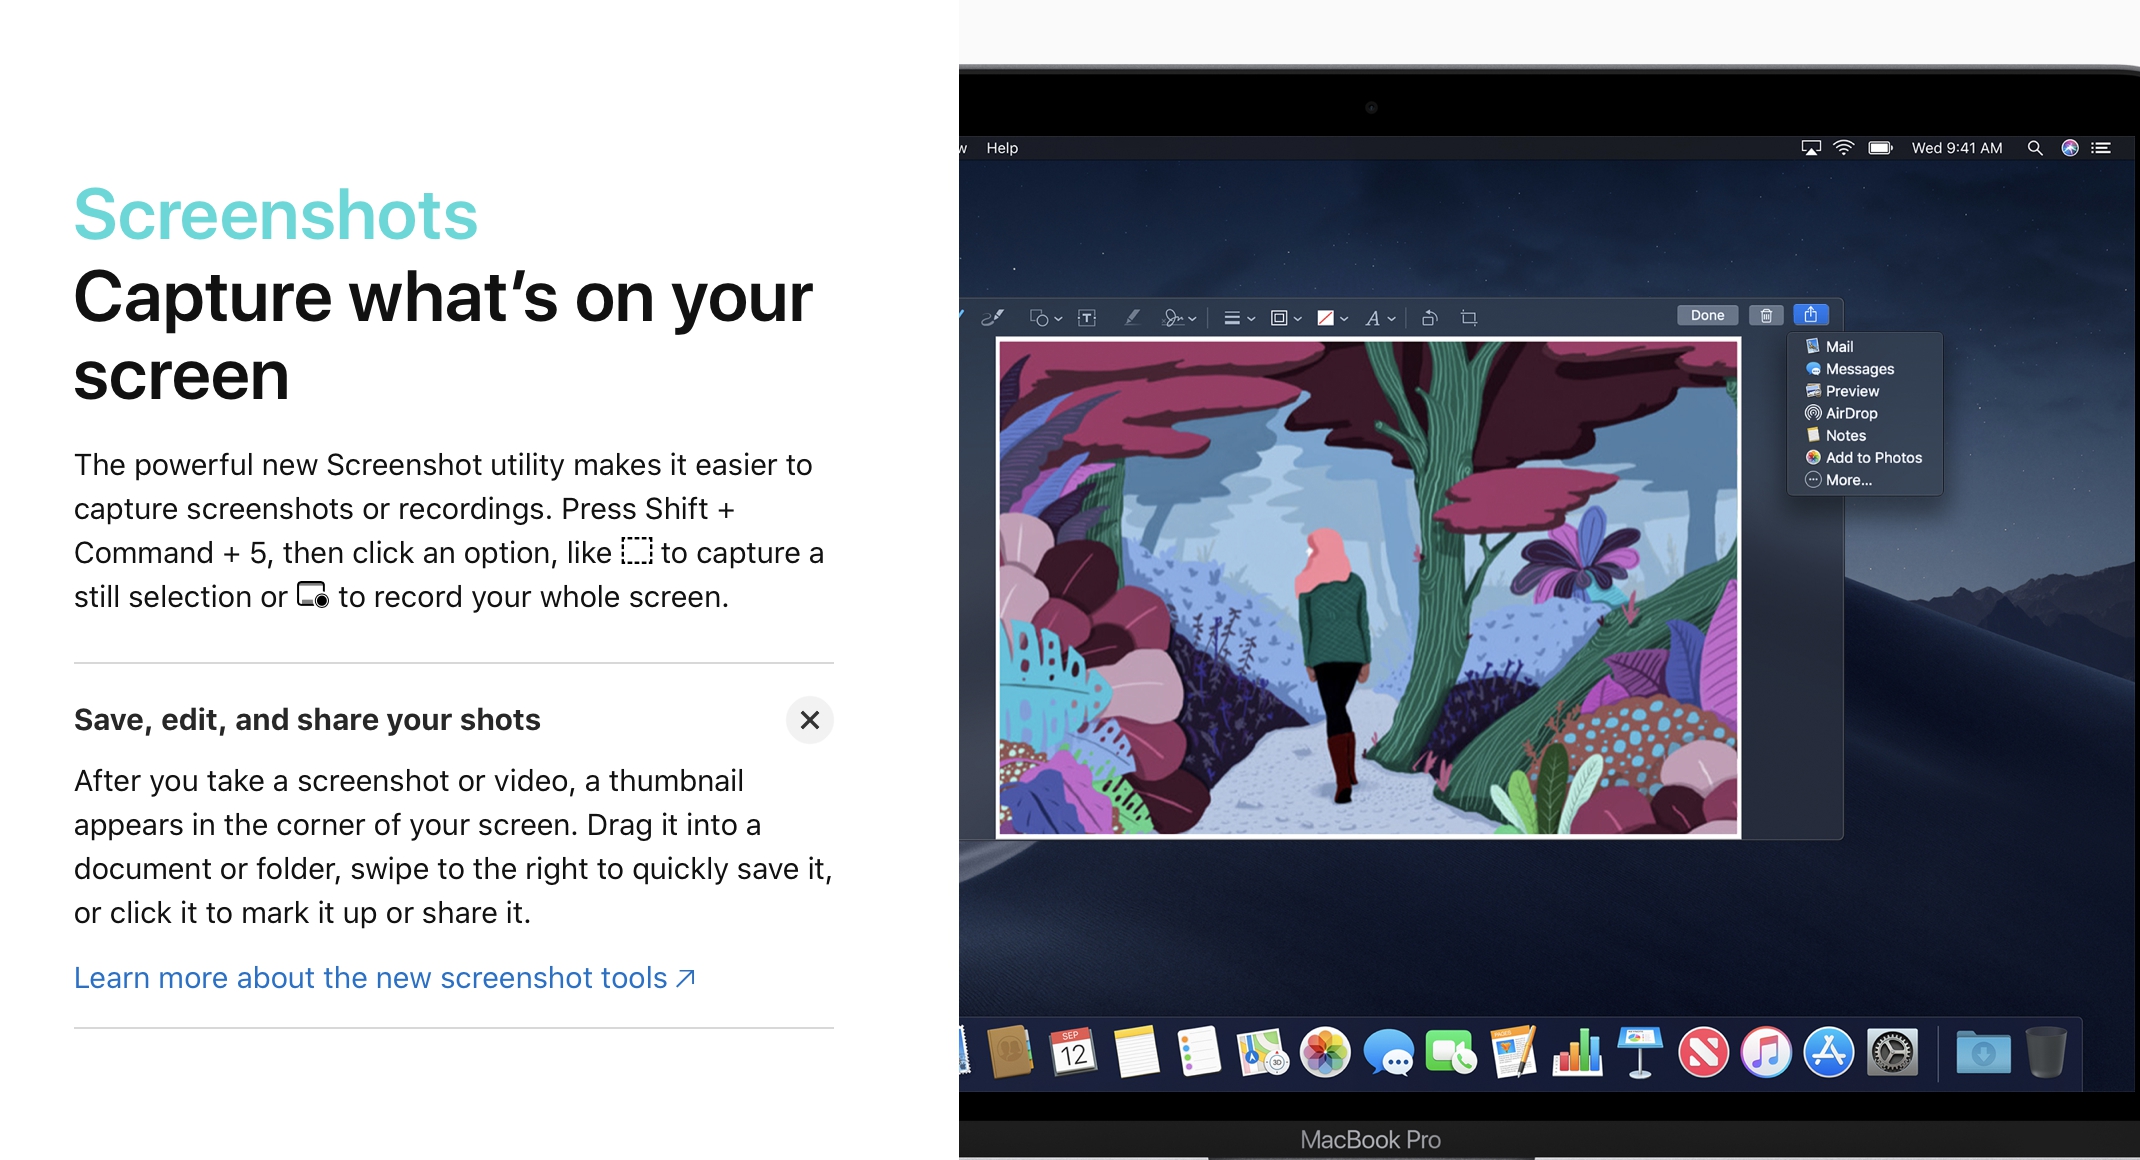 Screenshots
Capture what’s on your
screen
The powerful new Screenshot utility makes it easier to
capture screenshots or recordings. Press Shift +
Command + 5, then click an option, like to capture a
still selection or to record your whole screen.
Save, edit, and share your shots
After you take a screenshot or video, a thumbnail
appears in the corner of your screen. Drag it into a
document or folder, swipe to the right to quickly save it,
or click it to mark it up or share it.
Learn more about the new screenshot tools
w Help
Wed 9:41 AM
T
A
Done
Mail
Messages
Preview
AirDrop
Notes
Add to Photos
More...
SEP
12
3D
PAGES
MacBook Pro